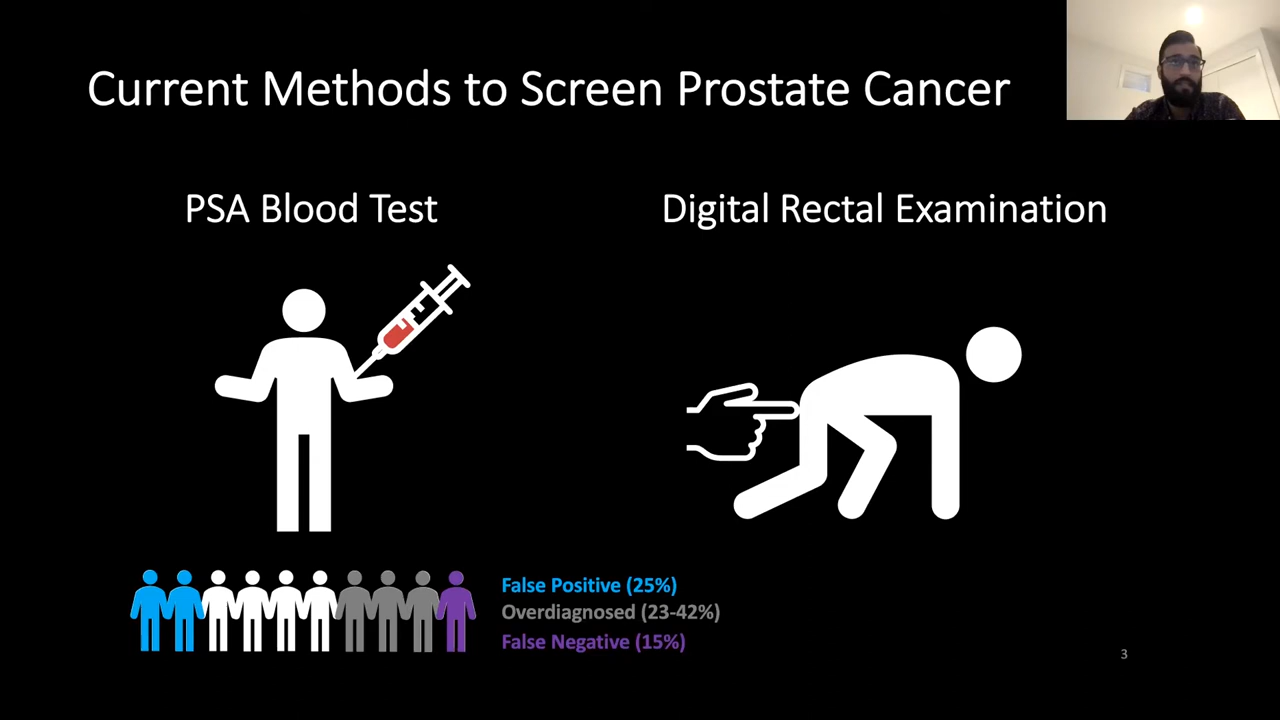 Current Methods to Screen Prostate Cancer
PSA Blood Test
Digital Rectal Examination
False Positive (25%)
Overdiagnosed (23-42%)
False Negative (15%)
3